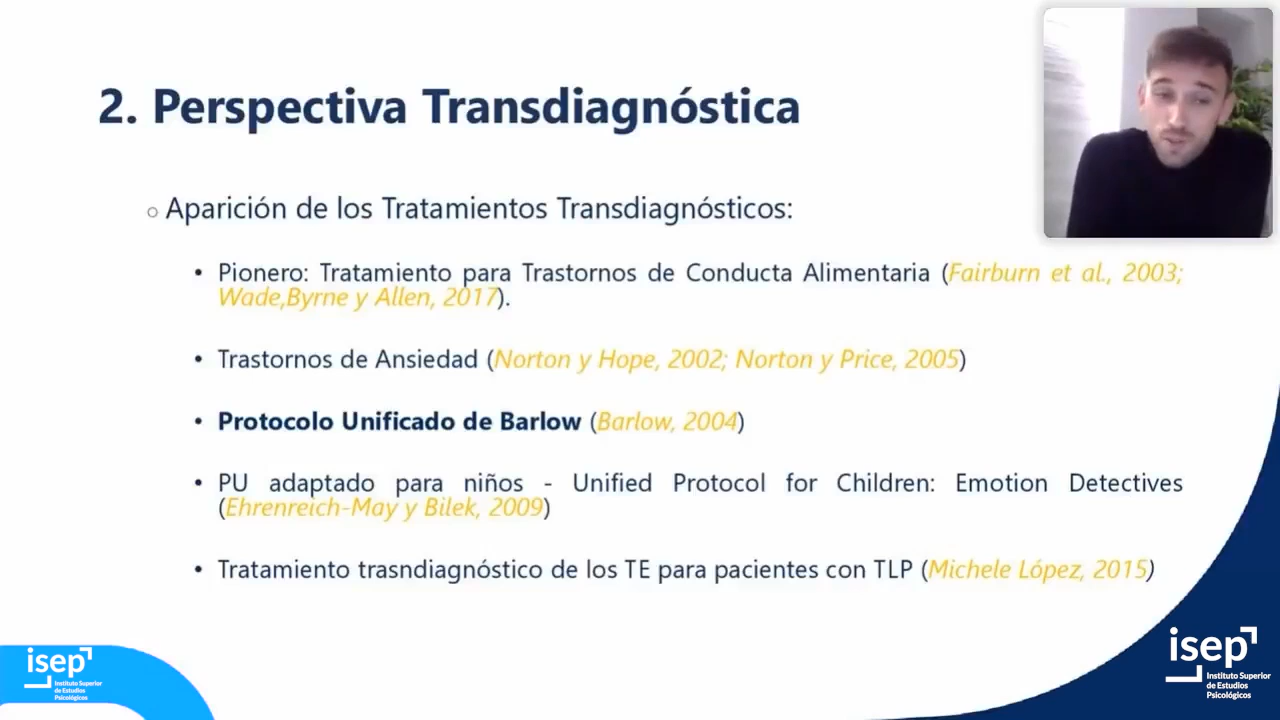 2. Perspectiva Transdiagnóstica
Aparición de los Tratamientos Transdiagnósticos:
• Pionero: Tratamiento para Trastornos de Conducta Alimentaria (Fairburn et al., 2003;
Wade,Byrne y Allen, 2017).
• Trastornos de Ansiedad (Norton y Hope, 2002; Norton y Price, 2005)
• Protocolo Unificado de Barlow (Barlow, 2004)
• PU adaptado para niños - Unified Protocol for Children: Emotion Detectives
(Ehrenreich-May y Bilek, 2009)
• Tratamiento trasndiagnóstico de los TE para pacientes con TLP (Michele López, 2015)
isep
Instituto Superior
de Estudios
Psicológicos
isep
Instituto Superior
de Estudios
Psicológicos